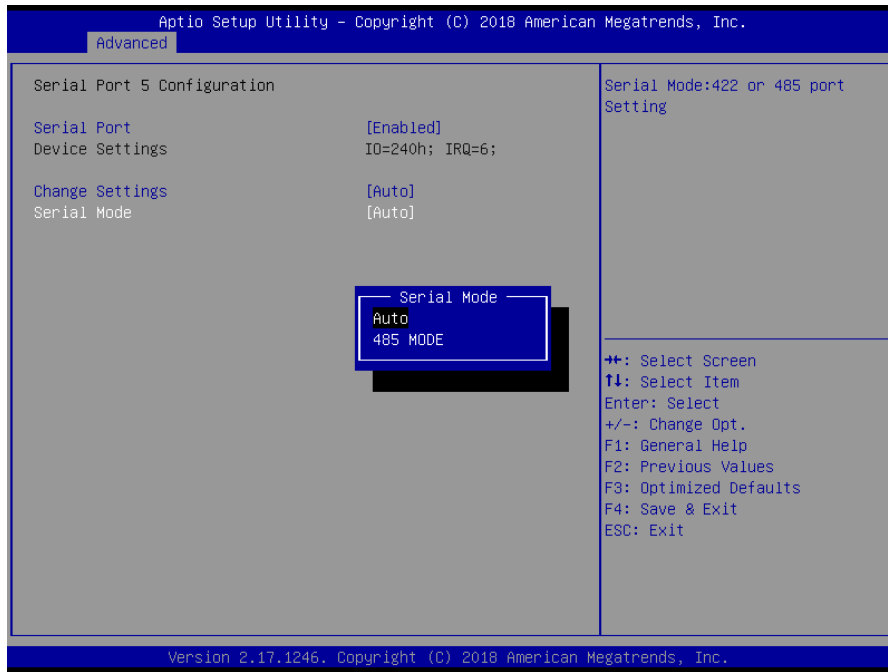 Aptio Setup Utility – Copyright (C) 2018 American Megatrends, Inc.
Advanced
Serial Port 5 Configuration
Serial Port [Enabled]
Device Settings IO=240h; IRQ=6;
Change Settings [Auto]
Serial Mode [Auto]
Serial Mode
Auto
485 MODE
Serial Mode:422 or 485 port
Setting
→←: Select Screen
↑↓: Select Item
Enter: Select
+/-: Change Opt.
F1: General Help
F2: Previous Values
F3: Optimized Defaults
F4: Save & Exit
ESC: Exit
Version 2.17.1246. Copyright (C) 2018 American Megatrends, Inc.